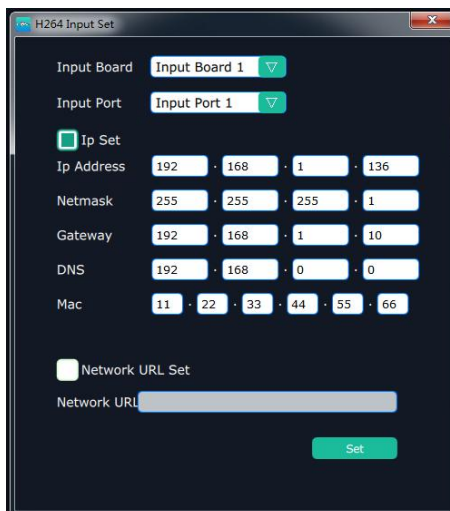 H264 Input Set
Input Board Input Board 1
Input Port Input Port 1
Ip Set
Ip Address 192 . 168 . 1 . 136
Netmask 255 . 255 . 255 . 1
Gateway 192 . 168 . 1 . 10
DNS 192 . 168 . 0 . 0
Mac 11 . 22 . 33 . 44 . 55 . 66
Network URL Set
Network URL
Set